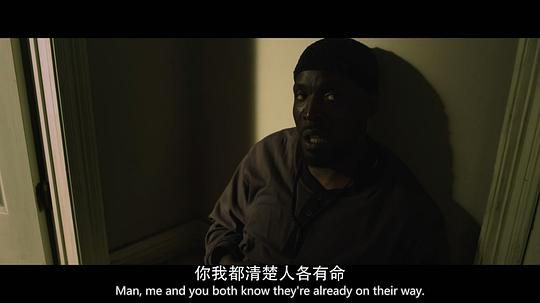 你我都清楚人各有命
Man, me and you both know they're already on their way.